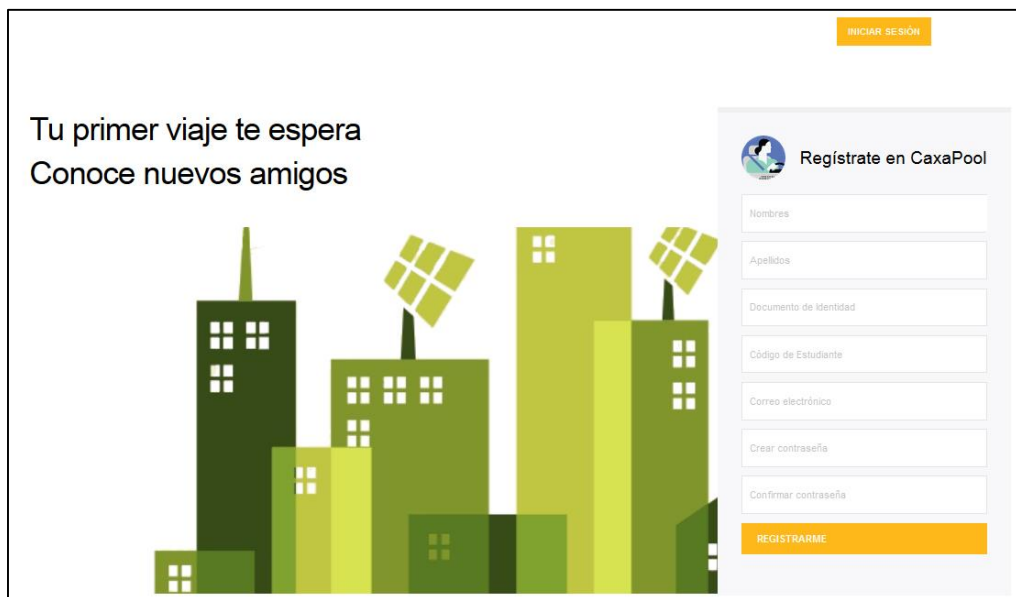 INICIAR SESIÓN
Tu primer viaje te espera
Conoce nuevos amigos
Regístrate en CaxaPool
Nombres
Apellidos
Documento de Identidad
Código de Estudiante
Correo electrónico
Crear contraseña
Confirmar contraseña
REGISTRARME